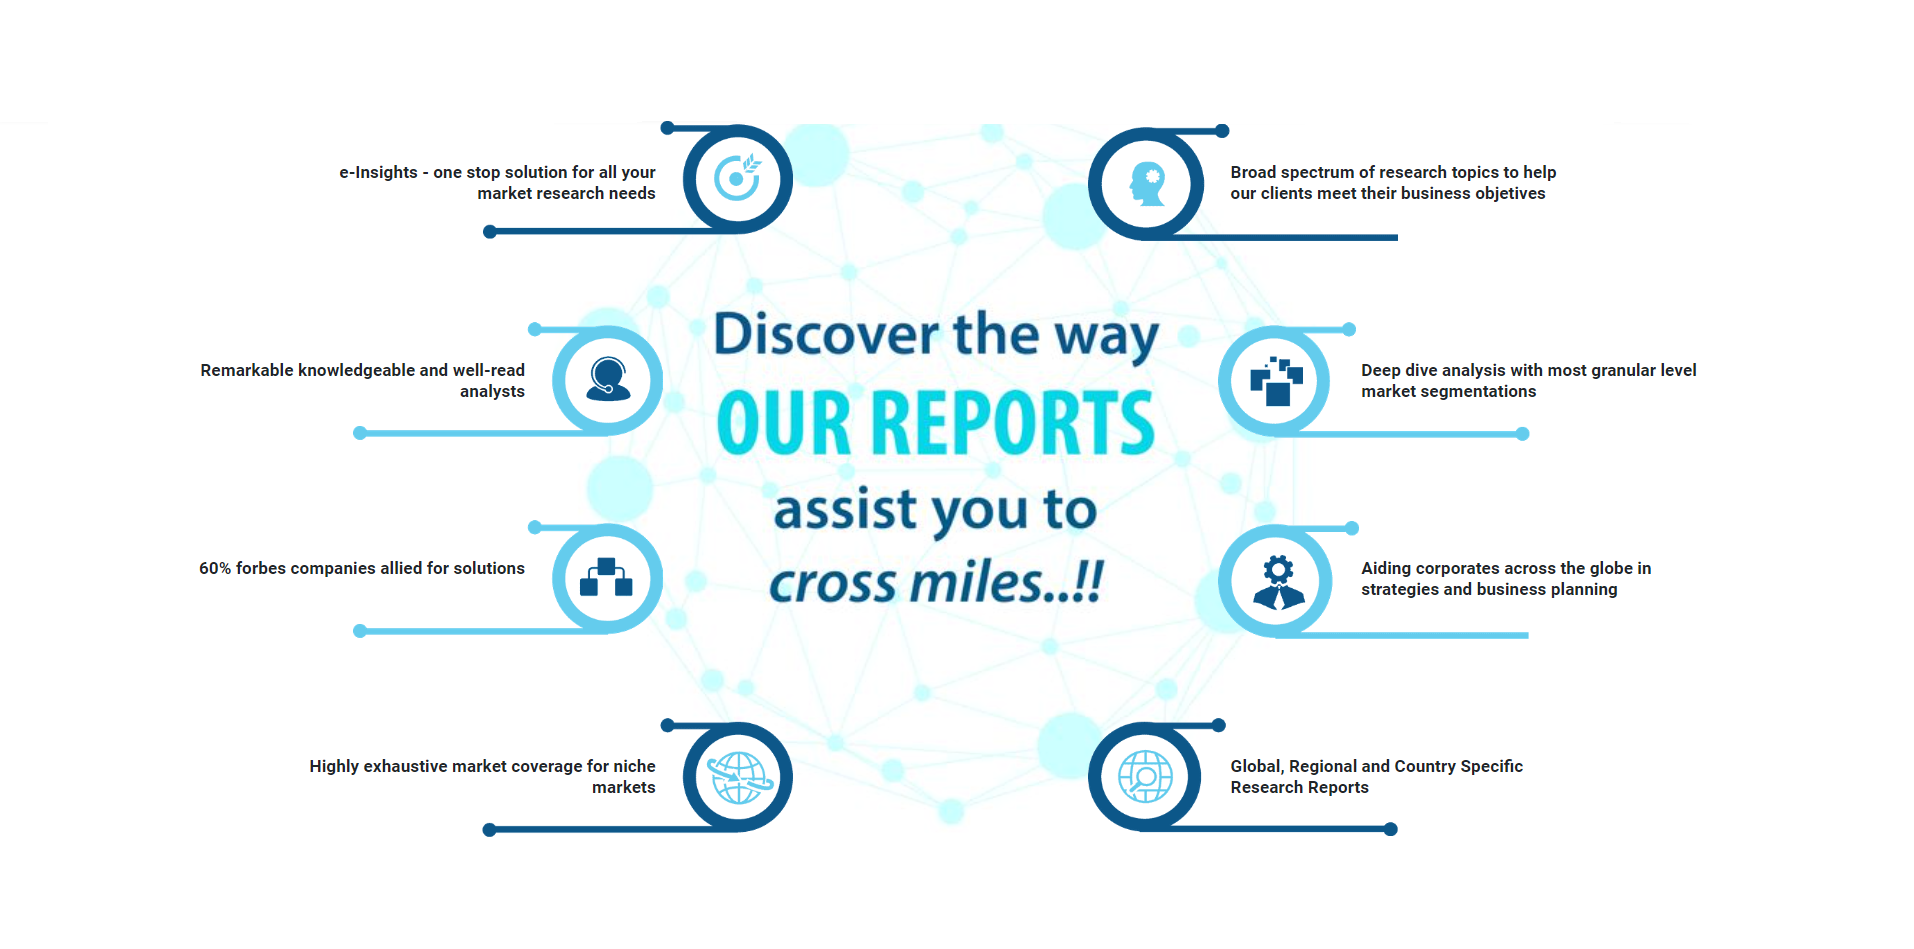 e-Insights - one stop solution for all your
market research needs
Broad spectrum of research topics to help
our clients meet their business objetives
Discover the way
OUR REPORTS
assist you to
cross miles..!!
Remarkable knowledgeable and well-read
analysts
Deep dive analysis with most granular level
market segmentations
60% forbes companies allied for solutions
Aiding corporates across the globe in
strategies and business planning
Highly exhaustive market coverage for niche
markets
Global, Regional and Country Specific
Research Reports